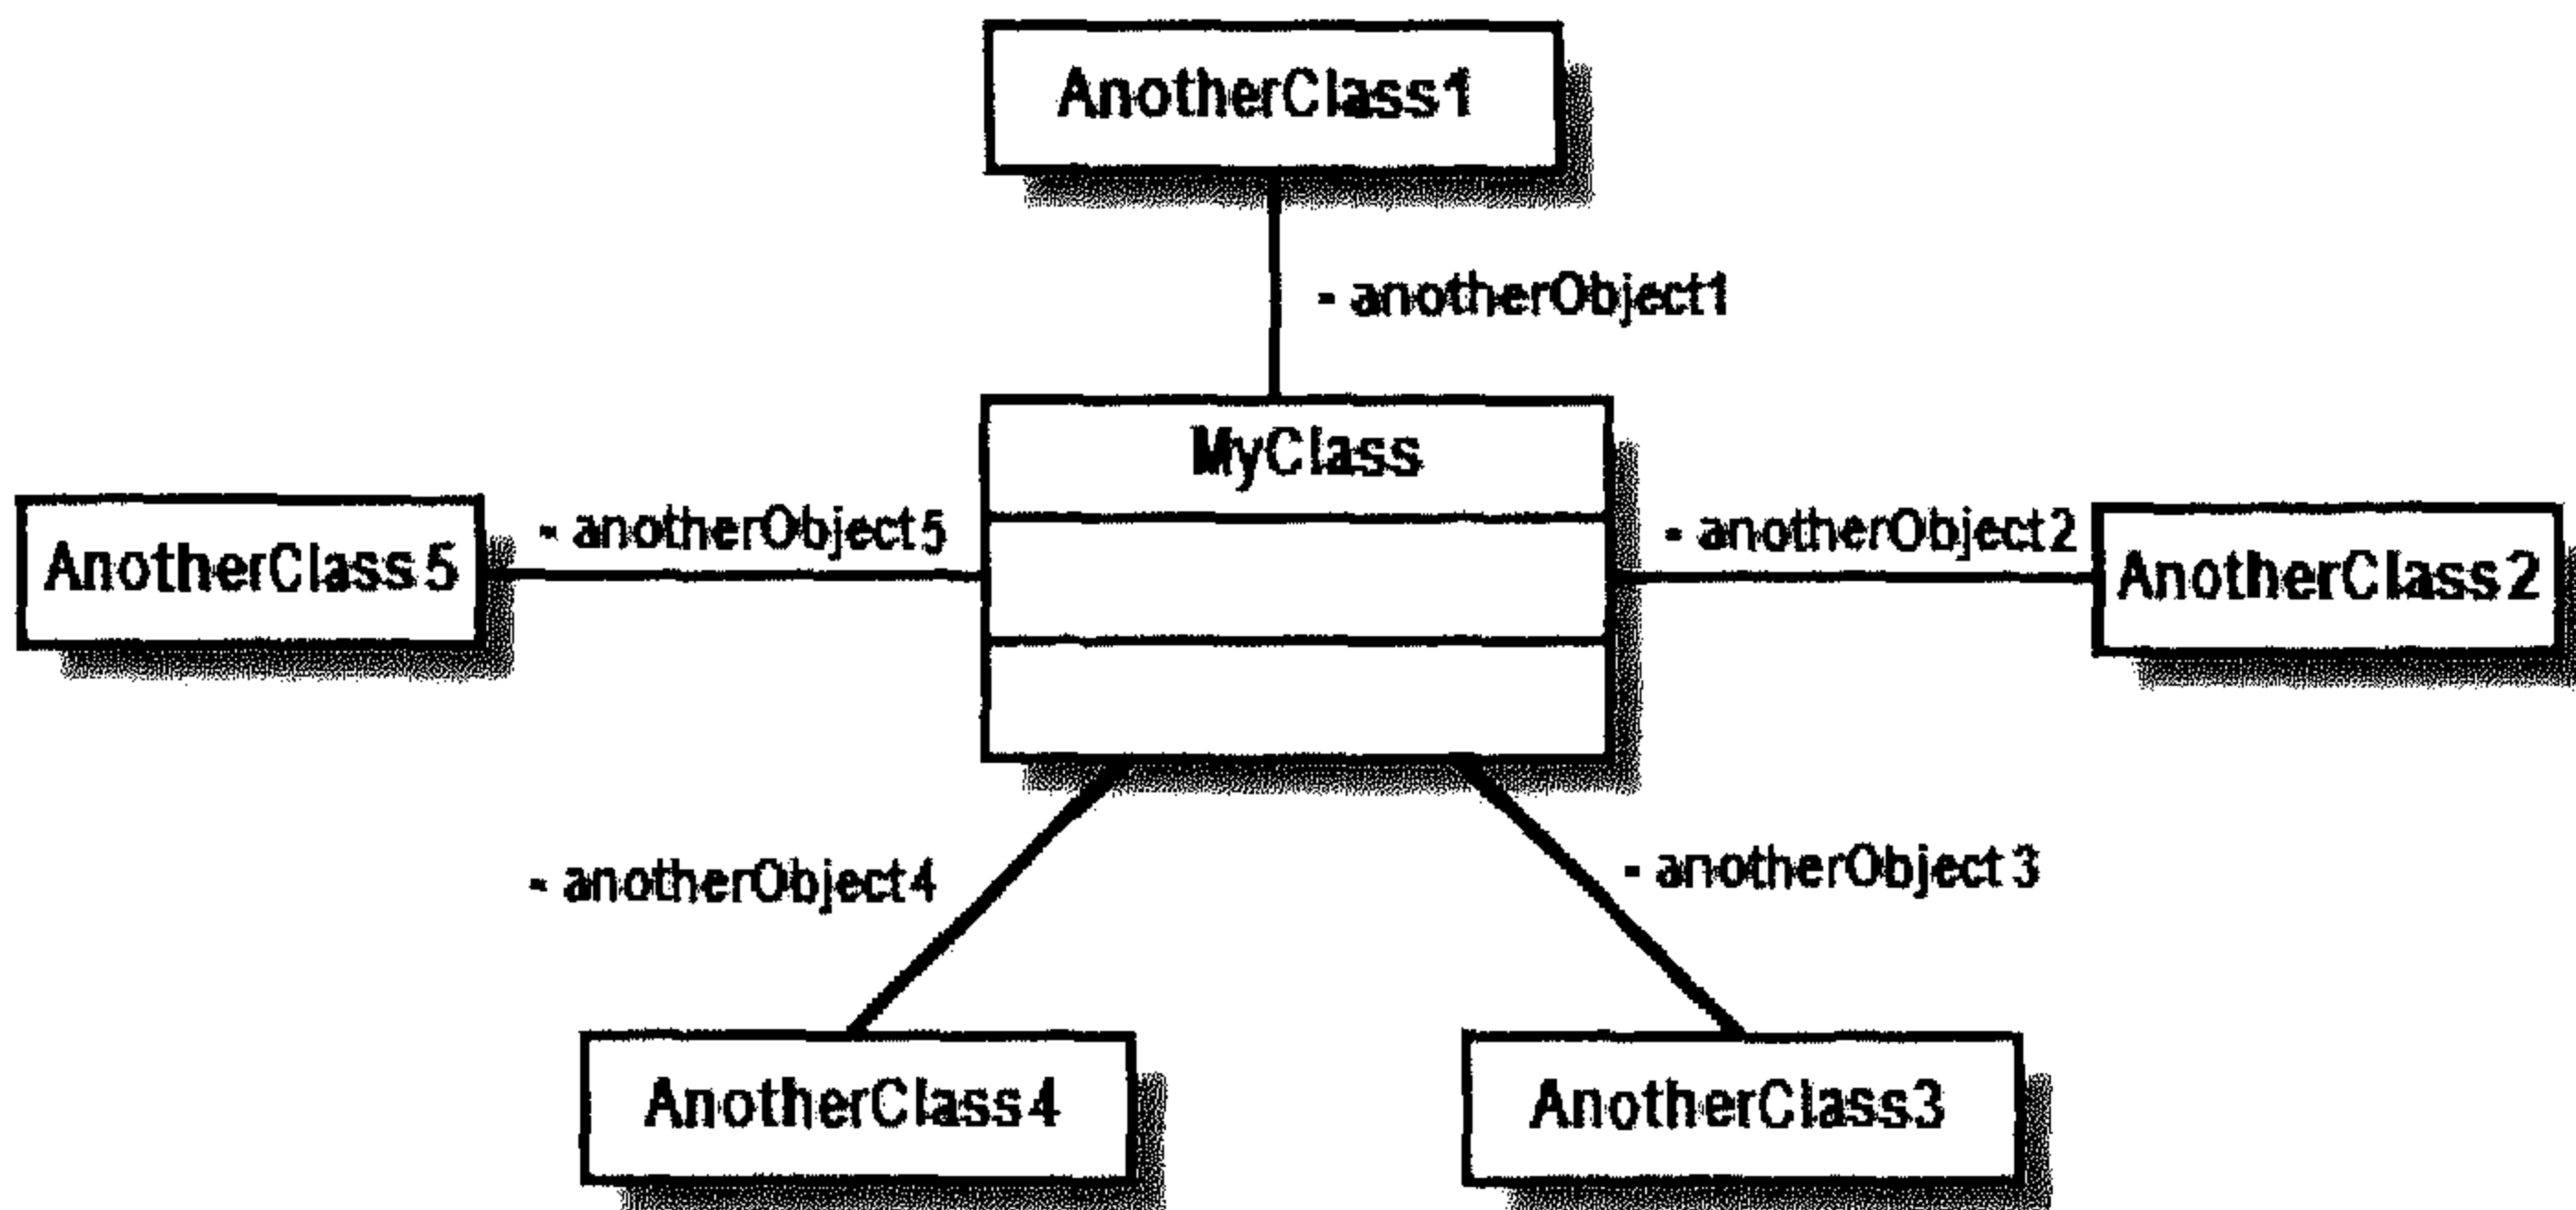 AnotherClass1
- anotherObject1
MyClass
AnotherClass5
- anotherObject5
- anotherObject2
AnotherClass2
- anotherObject4
- anotherObject3
AnotherClass4
AnotherClass3